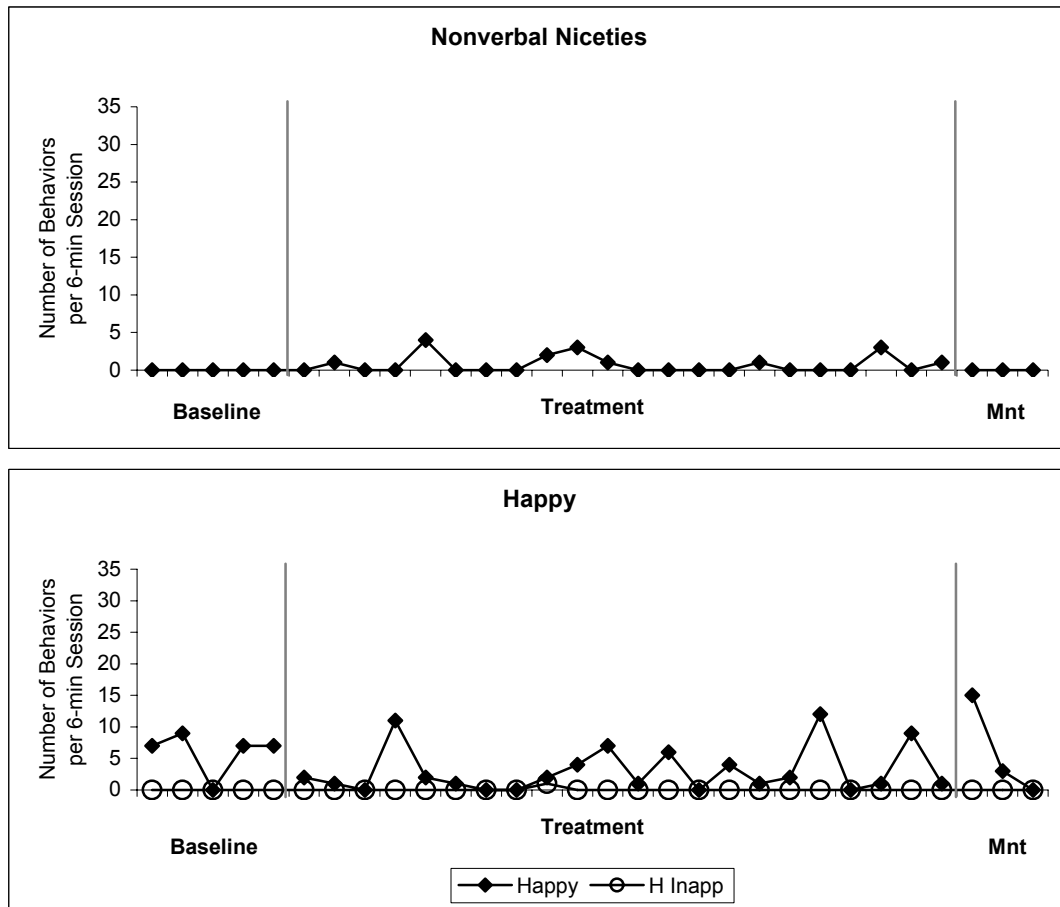 Nonverbal Niceties
Number of Behaviors
per 6-min Session
35
30
25
20
15
10
5
0
Baseline
Treatment
Mnt
Happy
Number of Behaviors
per 6-min Session
35
30
25
20
15
10
5
0
Baseline
Treatment
Mnt
Happy
H Inapp